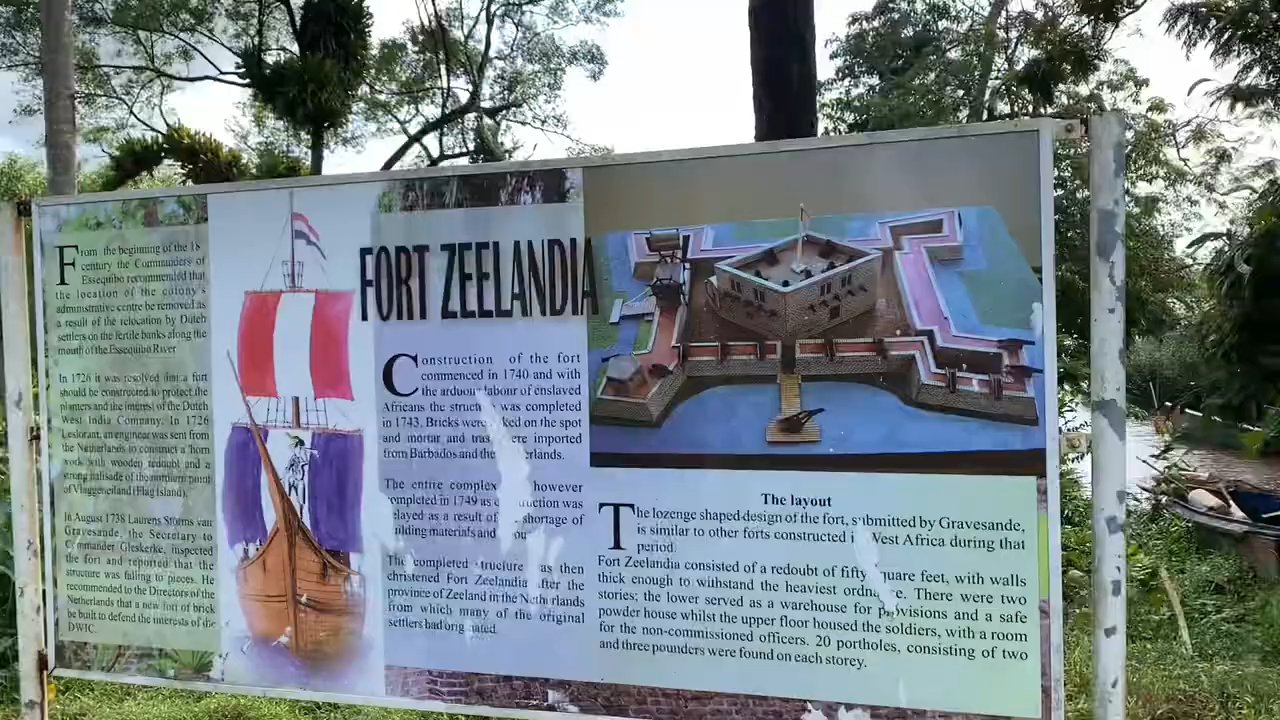 From the beginning of the 18
century the Commanders of
Essequibo recommended that
the location of the colony's
administrative centre be removed as
a result of the relocation by Dutch
settlers on the fertile banks along the
mouth of the Essequibo River
In 1726 it was resolved that a fort
should be constructed to protect the
planters and the interest of the Dutch
West India Company. In 1726
Leslorant, an engineer was sent from
the Netherlands to construct a horn
work with wooden redoubt and a
strong palisade of the northern point
of Vlaggeneiland (Flag Island).
In August 1738 Laurens Storms van
Gravesande, the Secretary to
Commander Gleskerke, inspected
the fort and reported that the
structure was falling to pieces. He
recommended to the Directors of the
Netherlands that a new fort of brick
be built to defend the interests of the
DWIC.
FORT ZEELANDIA
Construction of the fort
commenced in 1740 and with
the arduous labour of enslaved
Africans the structure was completed
in 1743. Bricks were ked on the spot
and mortar and tras were imported
from Barbados and the erlands.
The entire complex however
completed in 1749 as uction was
elayed as a result of shortage of
uilding materials and
The completed structure as then
christened Fort Zeelandia after the
province of Zeeland in the Netherlands
from which many of the original
settlers had originated.
The layout
The lozenge shaped design of the fort, submitted by Gravesande,
is similar to other forts constructed i West Africa during that
period.
Fort Zeelandia consisted of a redoubt of fifty square feet, with walls
thick enough to withstand the heaviest ordnance. There were two
stories; the lower served as a warehouse for provisions and a safe
powder house whilst the upper floor housed the soldiers, with a room
for the non-commissioned officers. 20 portholes, consisting of two
and three pounders were found on each storey.